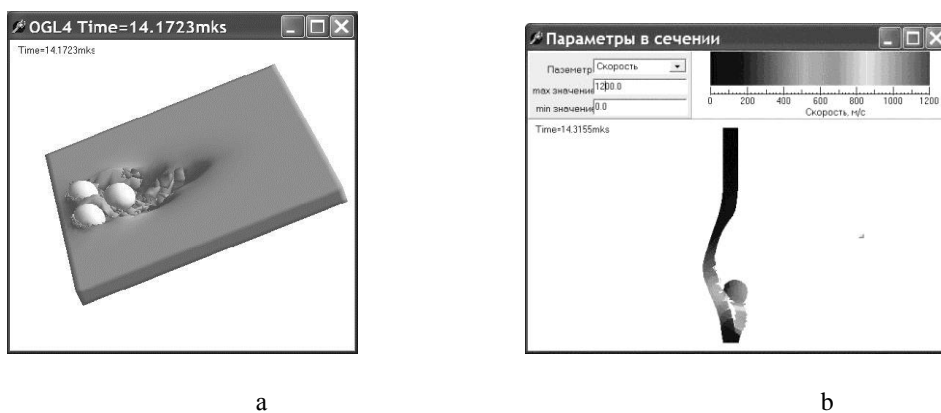 OGL4 Time=14.1723mks
Time=14.1723mks
Параметры в сечении
Паземетр Скорость
max значение 1200.0
min значение 0.0
0 200 400 600 800 1000 1200
Скорость, м/с
Time=14.3155mks
a
b